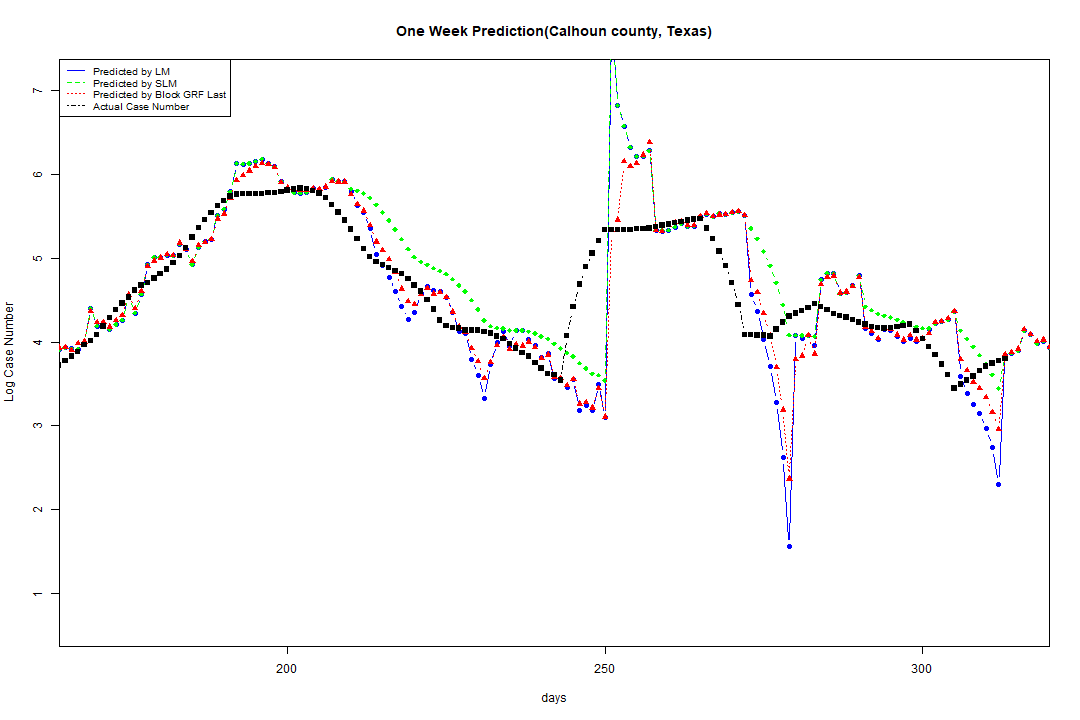 One Week Prediction(Calhoun county, Texas)
Predicted by LM
Predicted by SLM
Predicted by Block GRF Last
Actual Case Number
Log Case Number
7
6
5
4
3
2
1
200 250 300
days